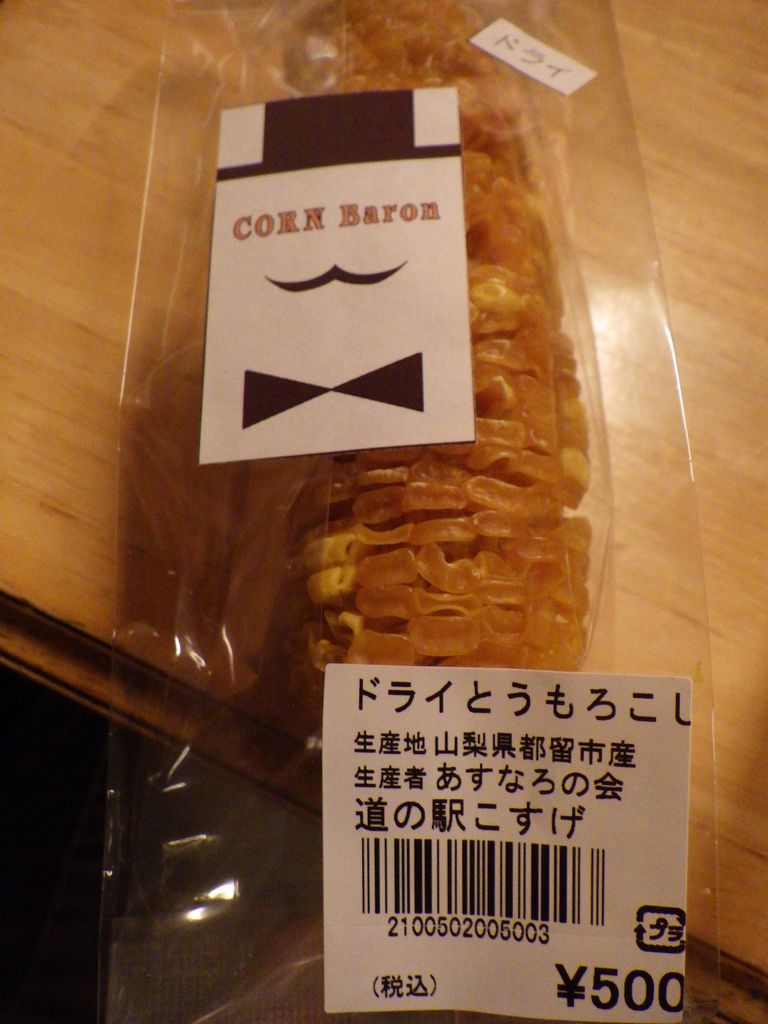 ドライ
CORN Baron
ドライとうもろこし
生産地 山梨県都留市産
生産者 あすなろの会
道の駅こすげ
2100502005003
プラ
(税込)
¥500